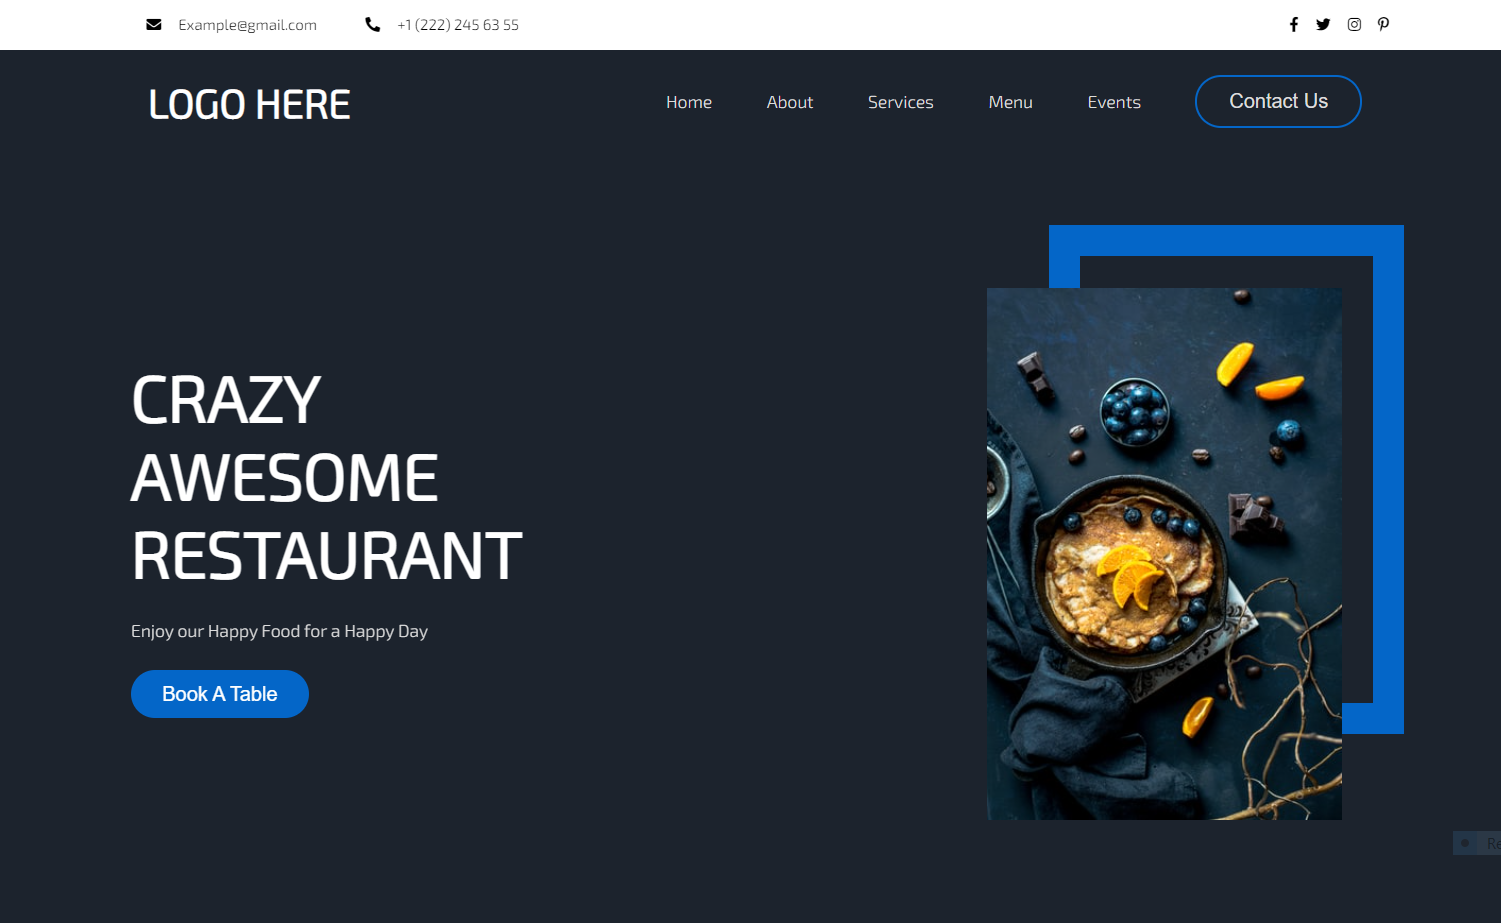 Example@gmail.com +1 (222) 245 63 55
LOGO HERE Home About Services Menu Events Contact Us
CRAZY
AWESOME
RESTAURANT
Enjoy our Happy Food for a Happy Day
Book A Table